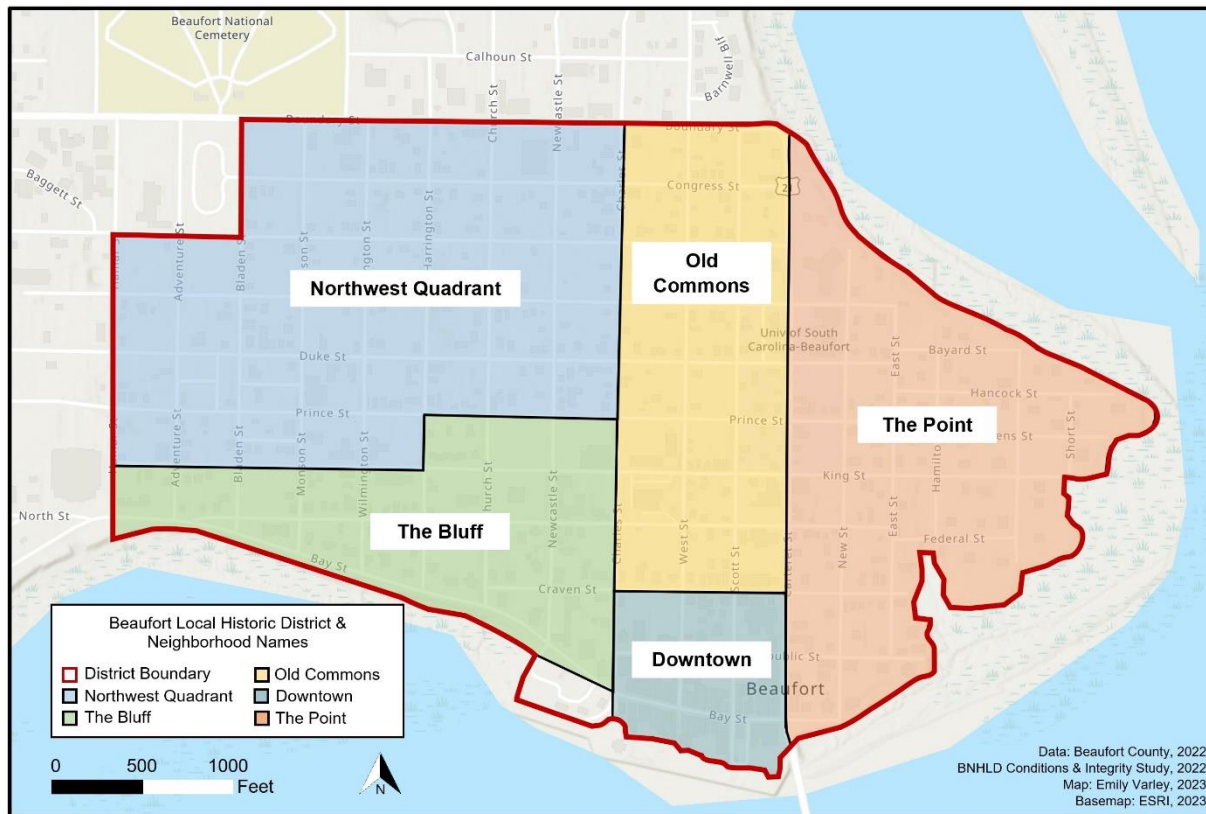 Beaufort National
Cemetery
Calhoun St
Barnwell Blf
Church St
Newcastle St
Boundary St
Boundary St
Charles St
Congress St
21
Baggett St
Adventure St
Bladen St
Harrington St
Northwest Quadrant
Old
Commons
Univ of South
Carolina-Beaufort
East St
Bayard St
Duke St
Hancock St
Prince St
Prince St
The Point
Short St
Adventure St
Bladen St
Monson St
Wilmington St
King St
North St
The Bluff
Newcastle St
Charles St
West St
Scott St
New St
East St
Federal St
Bay St
Craven St
Downtown
Beaufort
Bay St
Beaufort Local Historic District &
Neighborhood Names
District Boundary
Old Commons
Northwest Quadrant
Downtown
The Bluff
The Point
0 500 1000
Feet
N
Data: Beaufort County, 2022
BNHLD Conditions & Integrity Study, 2022
Map: Emily Varley, 2023
Basemap: ESRI, 2023